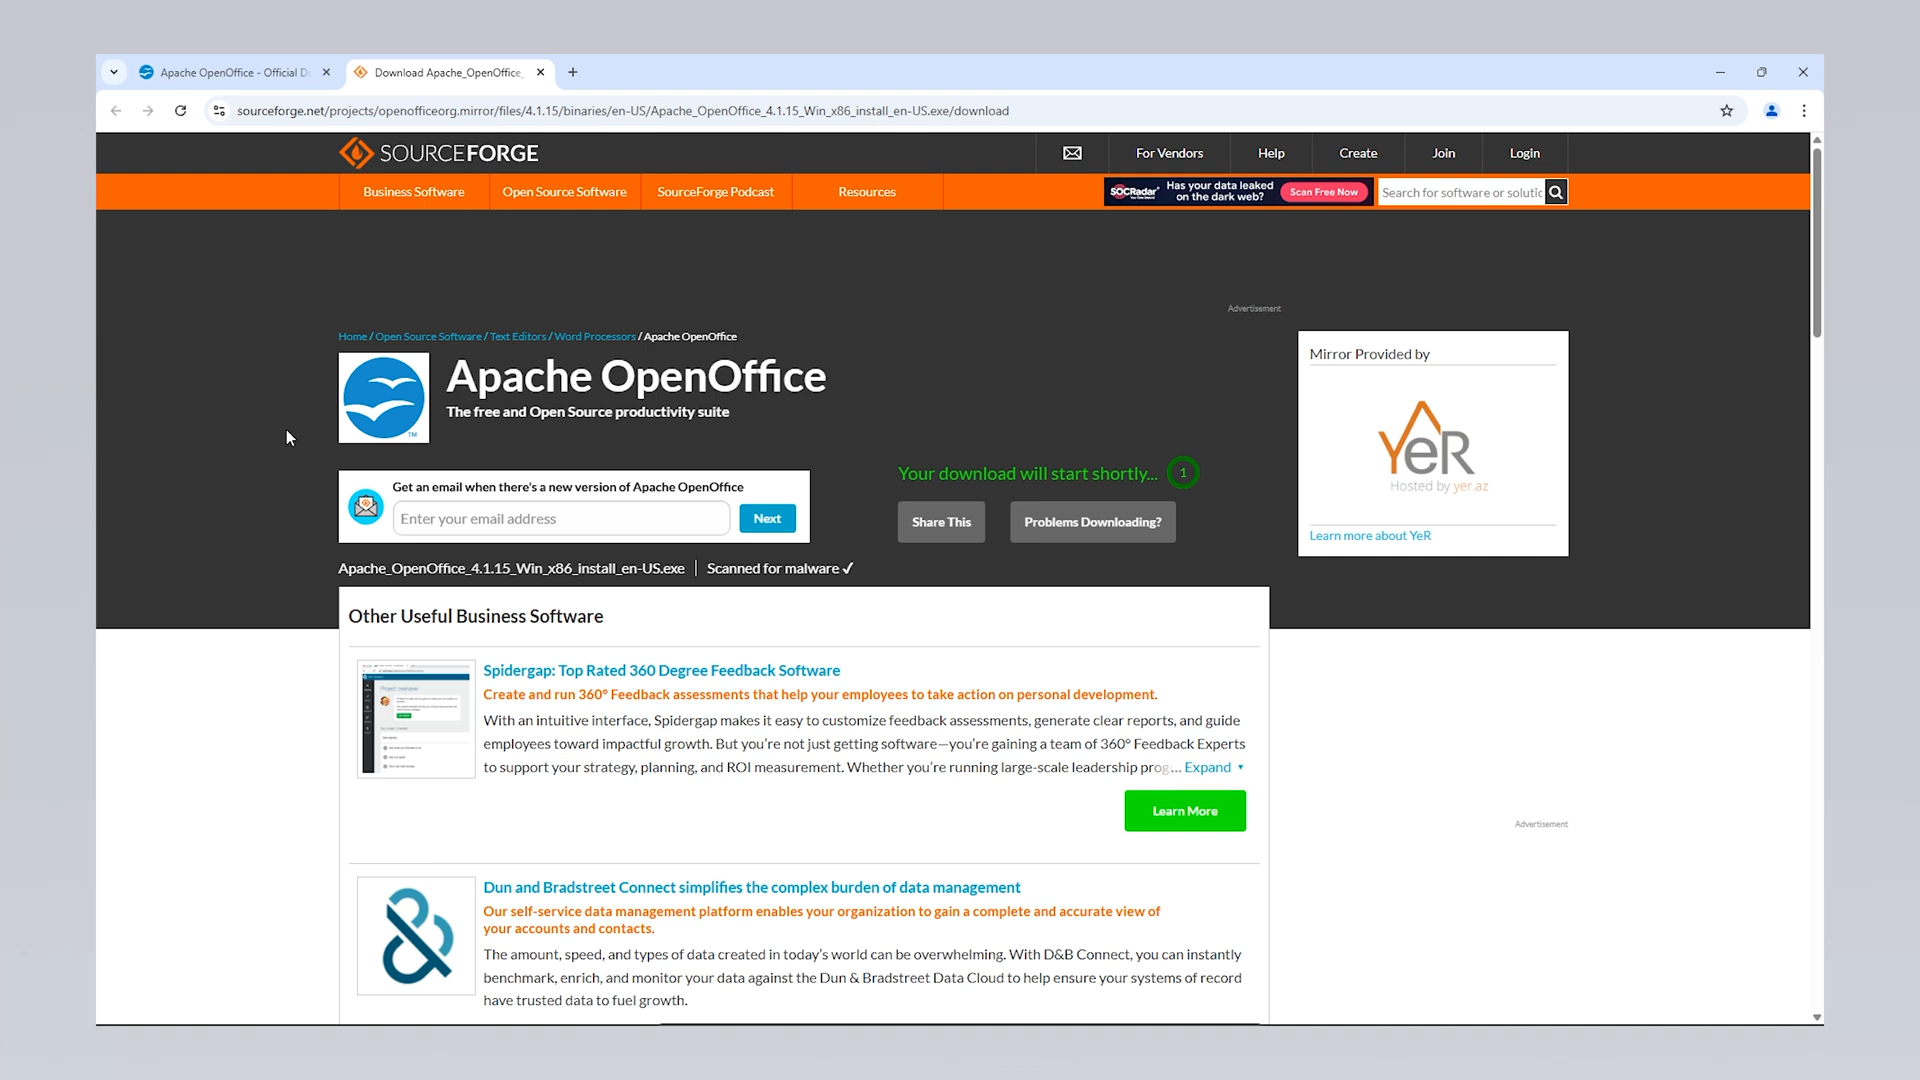 Apache OpenOffice - Official D
Download Apache_OpenOffice_
sourceforge.net/projects/openofficeorg.mirror/files/4.1.15/binaries/en-US/Apache_OpenOffice_4.1.15_Win_x86_install_en-US.exe/download
SOURCEFORGE
For Vendors
Help
Create
Join
Login
Business Software
Open Source Software
SourceForge Podcast
Resources
SOCRadar
Has your data leaked
on the dark web?
Scan Free Now
Search for software or solutic
Advertisement
Home / Open Source Software / Text Editors / Word Processors / Apache OpenOffice
Apache OpenOffice
The free and Open Source productivity suite
TM
Mirror Provided by
YeR
Hosted by yer.az
Learn more about YeR
Get an email when there's a new version of Apache OpenOffice
Enter your email address
Next
Your download will start shortly... 1
Share This
Problems Downloading?
Apache_OpenOffice_4.1.15_Win_x86_install_en-US.exe | Scanned for malware ✓
Other Useful Business Software
Spidergap: Top Rated 360 Degree Feedback Software
Create and run 360° Feedback assessments that help your employees to take action on personal development.
With an intuitive interface, Spidergap makes it easy to customize feedback assessments, generate clear reports, and guide
employees toward impactful growth. But you're not just getting software—you're gaining a team of 360° Feedback Experts
to support your strategy, planning, and ROI measurement. Whether you're running large-scale leadership prog... Expand
Learn More
Advertisement
Dun and Bradstreet Connect simplifies the complex burden of data management
Our self-service data management platform enables your organization to gain a complete and accurate view of
your accounts and contacts.
The amount, speed, and types of data created in today's world can be overwhelming. With D&B Connect, you can instantly
benchmark, enrich, and monitor your data against the Dun & Bradstreet Data Cloud to help ensure your systems of record
have trusted data to fuel growth.